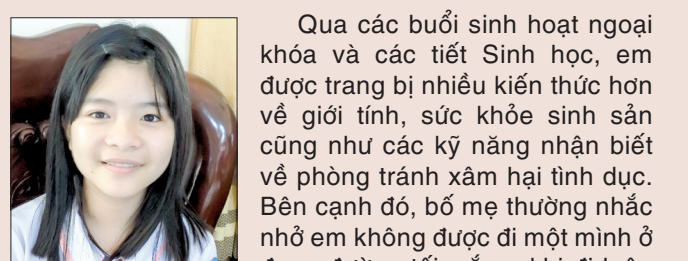 Qua các buổi sinh hoạt ngoại
khóa và các tiết Sinh học, em
được trang bị nhiều kiến thức hơn
về giới tính, sức khỏe sinh sản
cũng như các kỹ năng nhận biết
về phòng tránh xâm hại tình dục.
Bên cạnh đó, bố mẹ thường nhắc
nhở em không được đi một mình ở